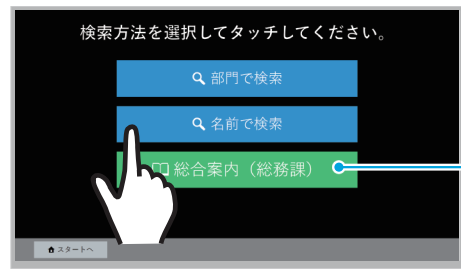 検索方法を選択してタッチしてください。
部門で検索
名前で検索
総合案内（総務課）
スタートへ